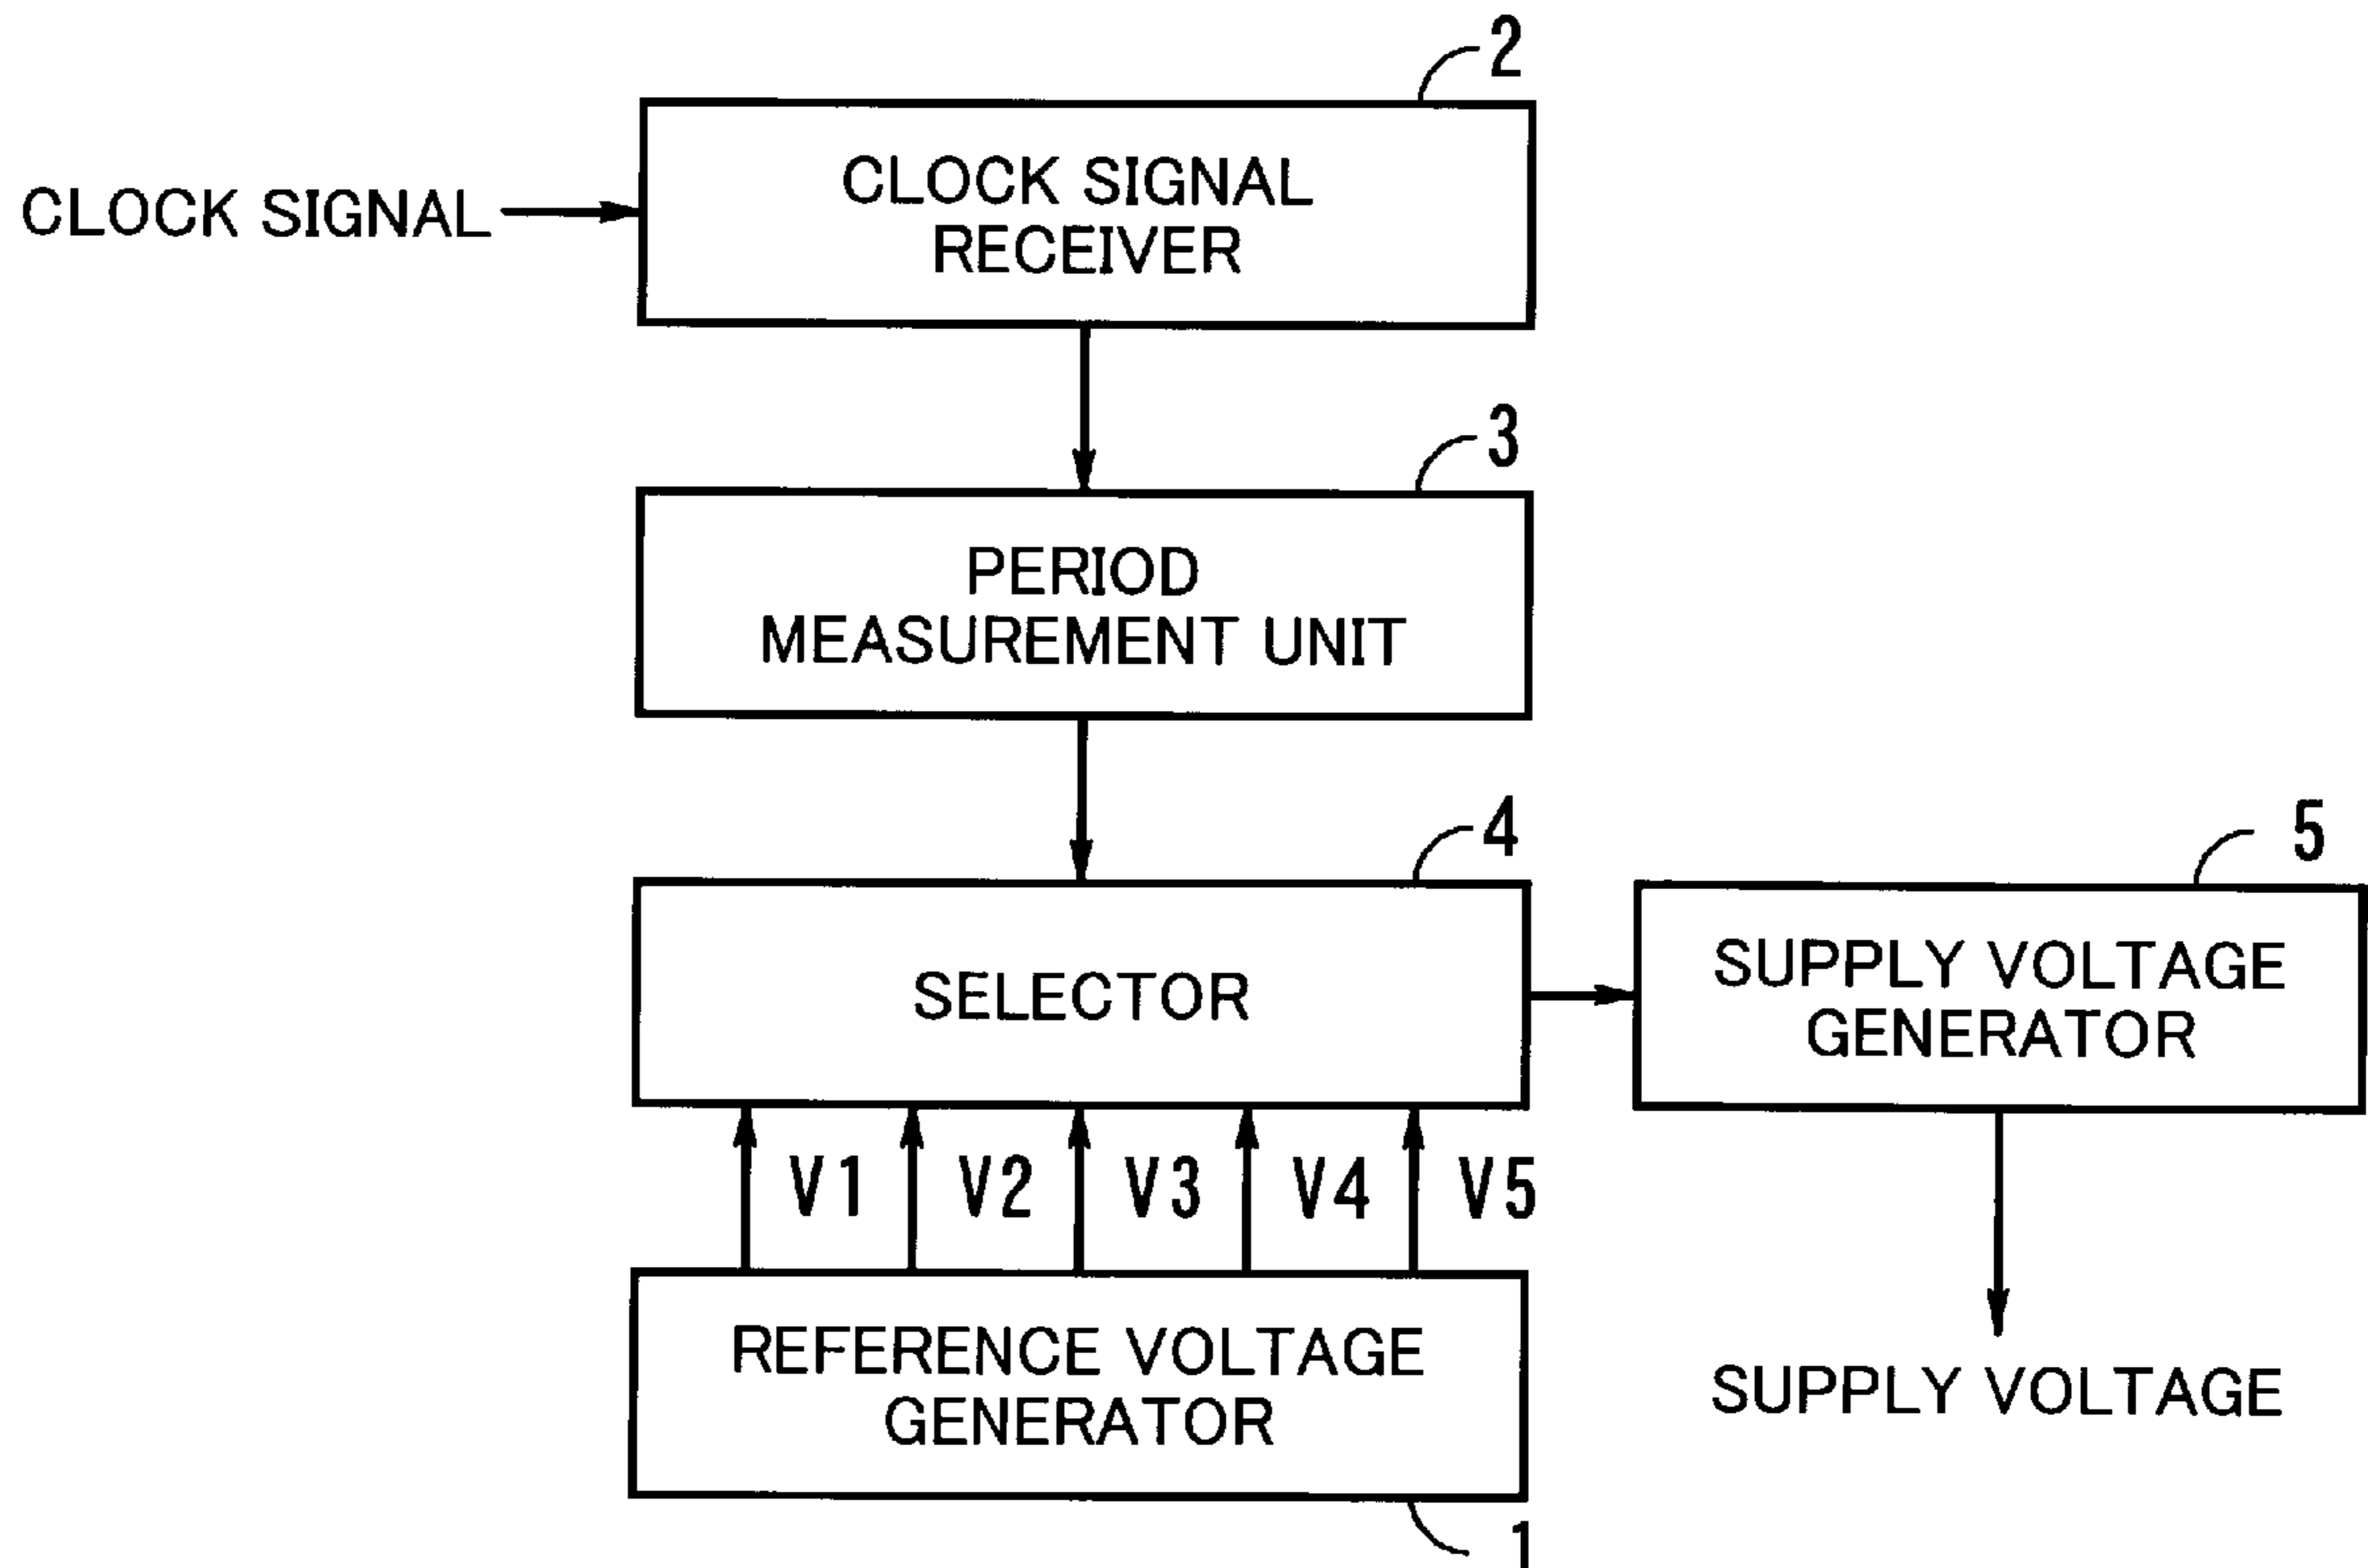 2
CLOCK SIGNAL
CLOCK SIGNAL
RECEIVER
3
PERIOD
MEASUREMENT UNIT
4
SELECTOR
5
SUPPLY VOLTAGE
GENERATOR
V1 V2 V3 V4 V5
REFERENCE VOLTAGE
GENERATOR
1
SUPPLY VOLTAGE